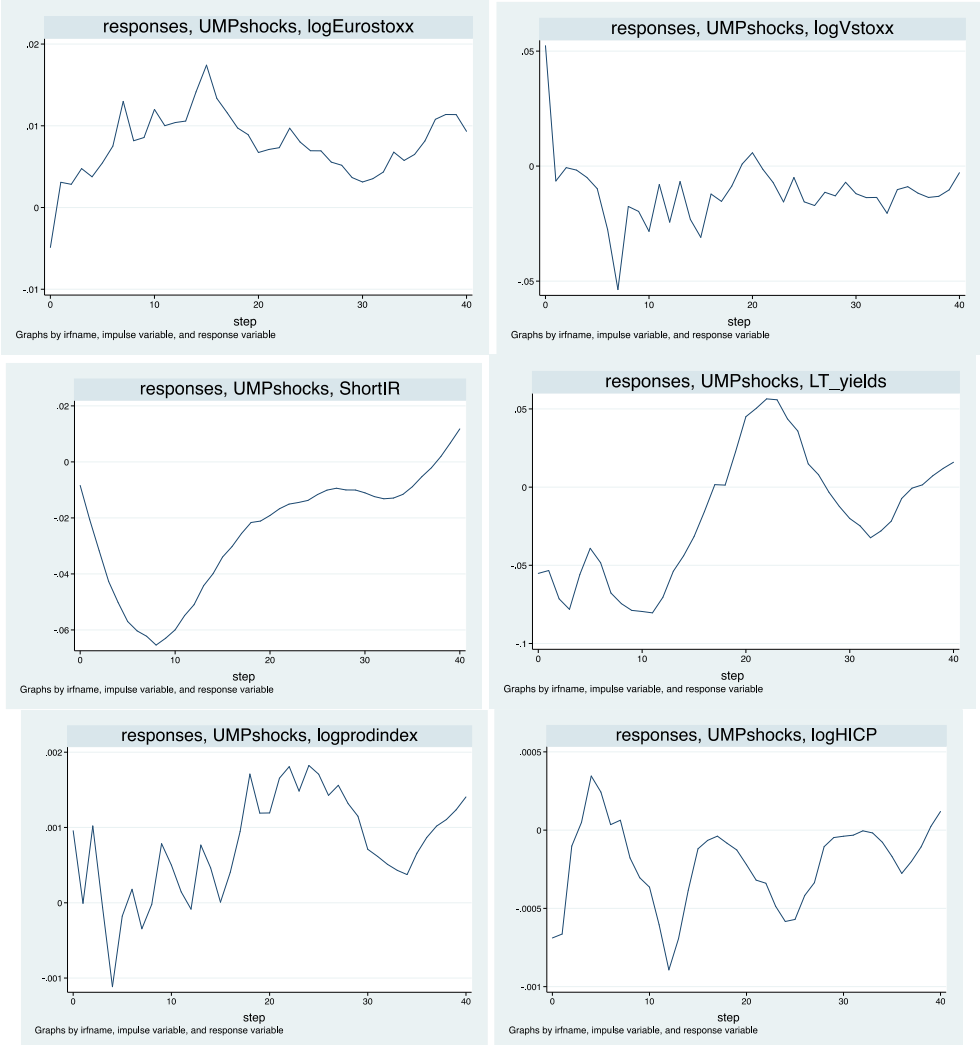 responses, UMPshocks, logEurostoxx
.02
.01
0
-.01
0 10 20 30 40
step
Graphs by irfname, impulse variable, and response variable
responses, UMPshocks, logVstoxx
.05
0
-.05
0 10 20 30 40
step
Graphs by irfname, impulse variable, and response variable
responses, UMPshocks, ShortIR
.02
0
-.02
-.04
-.06
0 10 20 30 40
step
Graphs by irfname, impulse variable, and response variable
responses, UMPshocks, LT_yields
.05
0
-.05
-.1
0 10 20 30 40
step
Graphs by irfname, impulse variable, and response variable
responses, UMPshocks, logprodindex
.002
.001
0
-.001
0 10 20 30 40
step
Graphs by irfname, impulse variable, and response variable
responses, UMPshocks, logHICP
.0005
0
-.0005
-.001
0 10 20 30 40
step
Graphs by irfname, impulse variable, and response variable